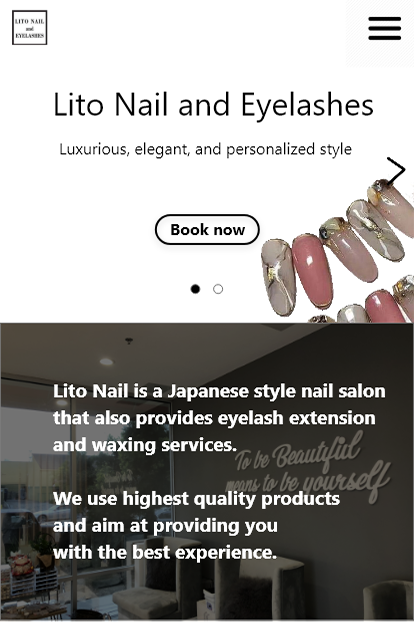 LITO NAIL
and
EYELASHES
Lito Nail and Eyelashes
Luxurious, elegant, and personalized style
Book now
Lito Nail is a Japanese style nail salon
that also provides eyelash extension
and waxing services.
To be Beautiful
means to be yourself
We use highest quality products
and aim at providing you
with the best experience.